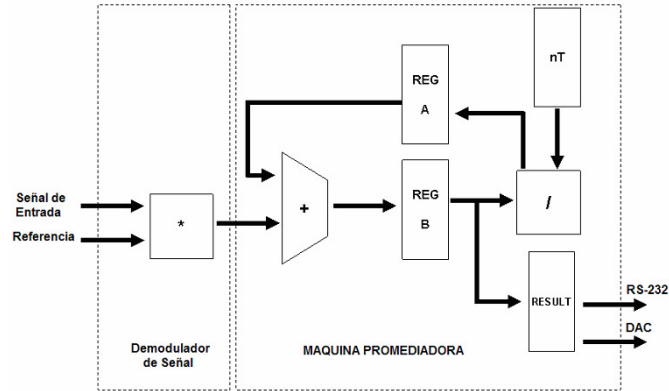 REG
A
nT
Señal de
Entrada
Referencia
*
+
REG
B
/
RESULT
RS-232
DAC
Demodulador
de Señal
MAQUINA PROMEDIADORA